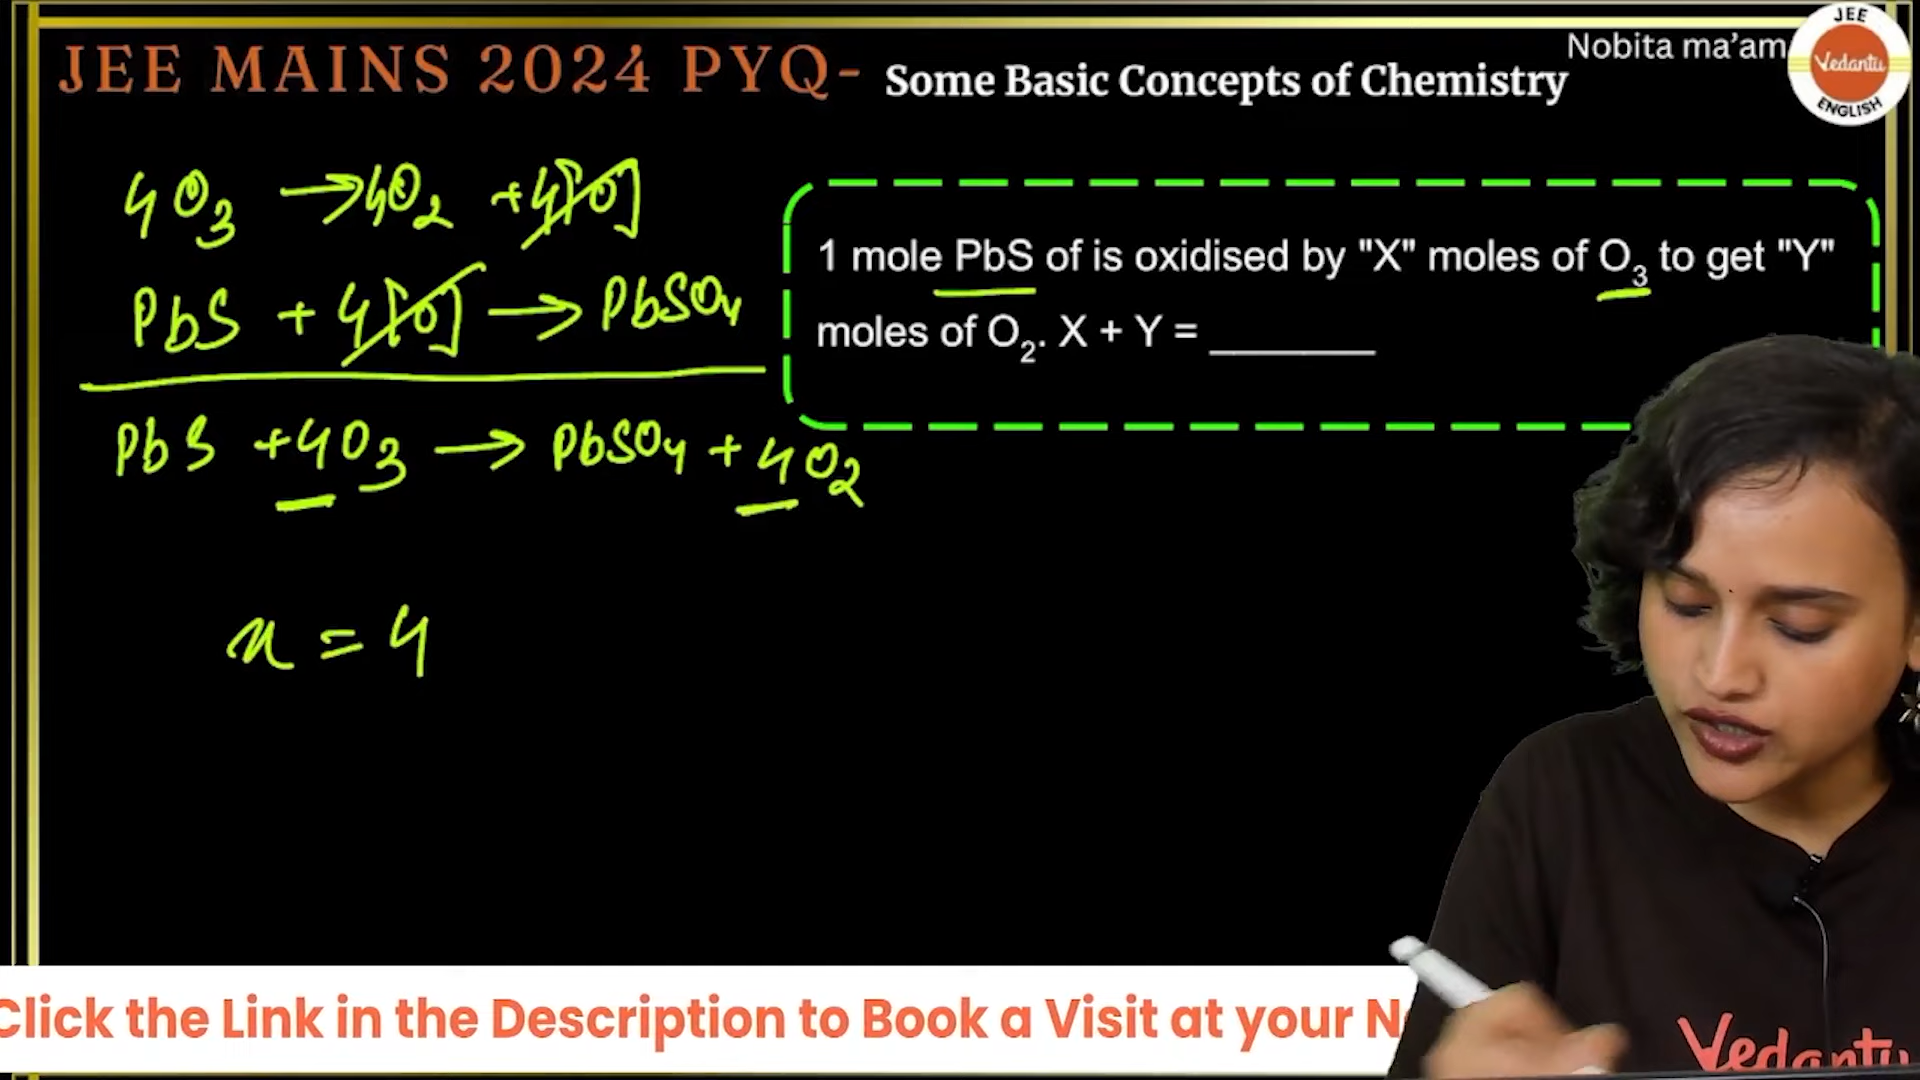 JEE MAINS 2024 PYQ- Some Basic Concepts of Chemistry
Nobita ma'am
JEE
Vedantu
ENGLISH
4O₃ → 4O₂ + 4[O]
PbS + 4[O] → PbSO₄
PbS + 4O₃ → PbSO₄ + 4O₂
x = 4
1 mole PbS of is oxidised by "X" moles of O₃ to get "Y"
moles of O₂. X + Y = ________
Click the Link in the Description to Book a Visit at your
Vedantu